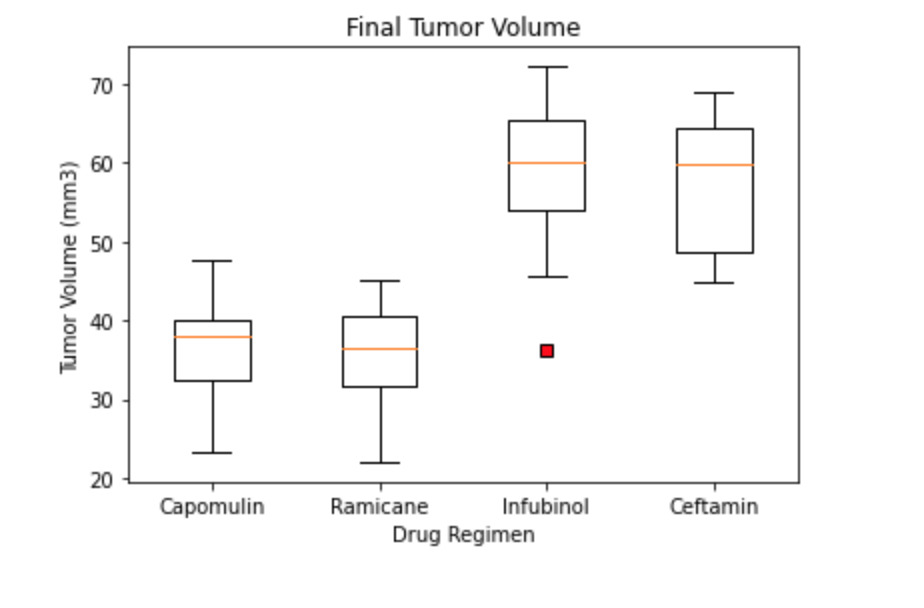 Final Tumor Volume
Tumor Volume (mm3)
70
60
50
40
30
20
Capomulin Ramicane Infubinol Ceftamin
Drug Regimen